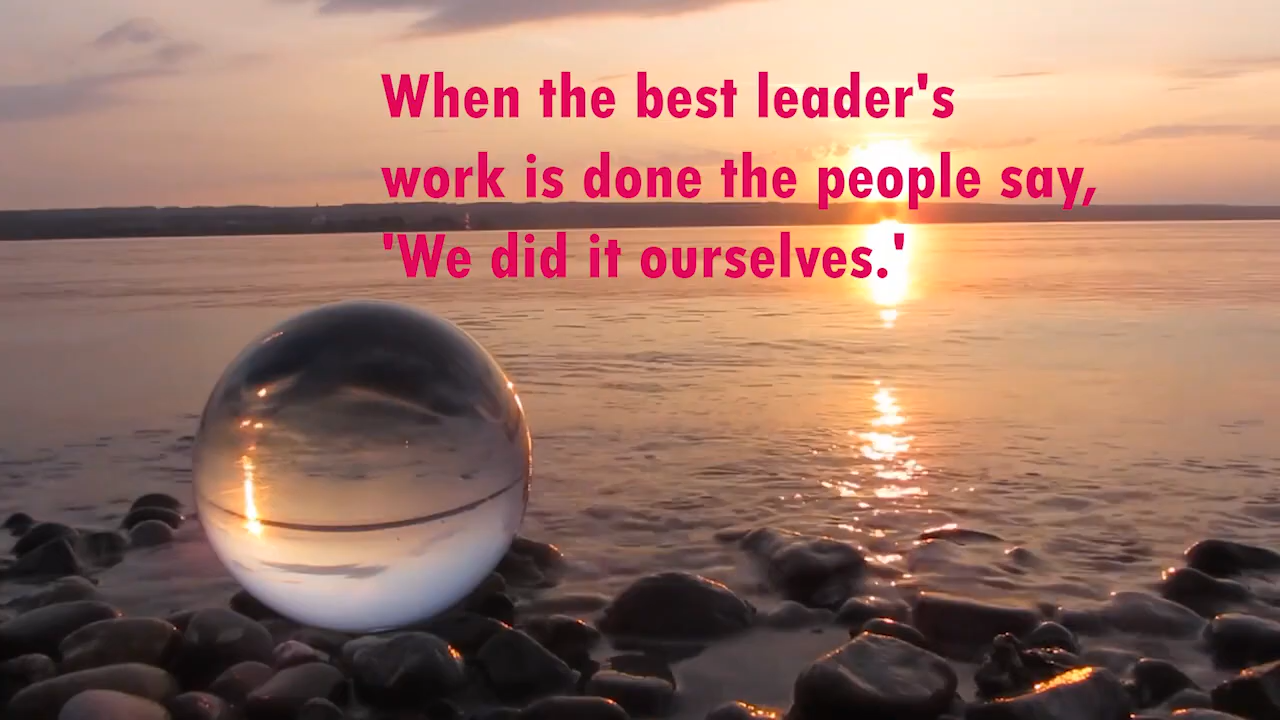 When the best leader's
work is done the people say,
'We did it ourselves.'